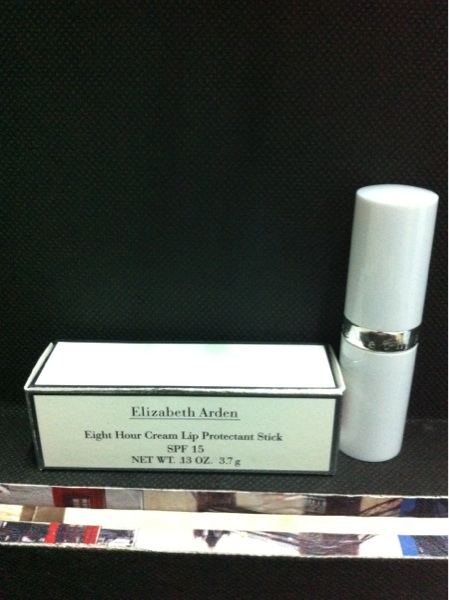 Elizabeth Arden
Eight Hour Cream Lip Protectant Stick
SPF 15
NET WT. .13 OZ. 3.7 g